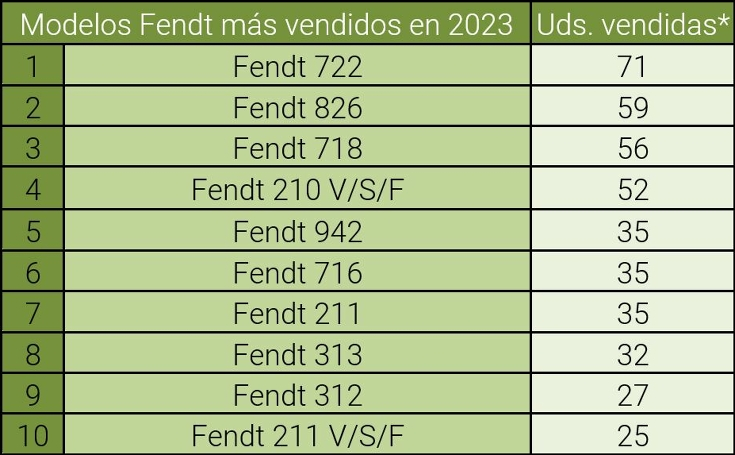 Modelos Fendt más vendidos en 2023 Uds. vendidas*
1 Fendt 722 71
2 Fendt 826 59
3 Fendt 718 56
4 Fendt 210 V/S/F 52
5 Fendt 942 35
6 Fendt 716 35
7 Fendt 211 35
8 Fendt 313 32
9 Fendt 312 27
10 Fendt 211 V/S/F 25